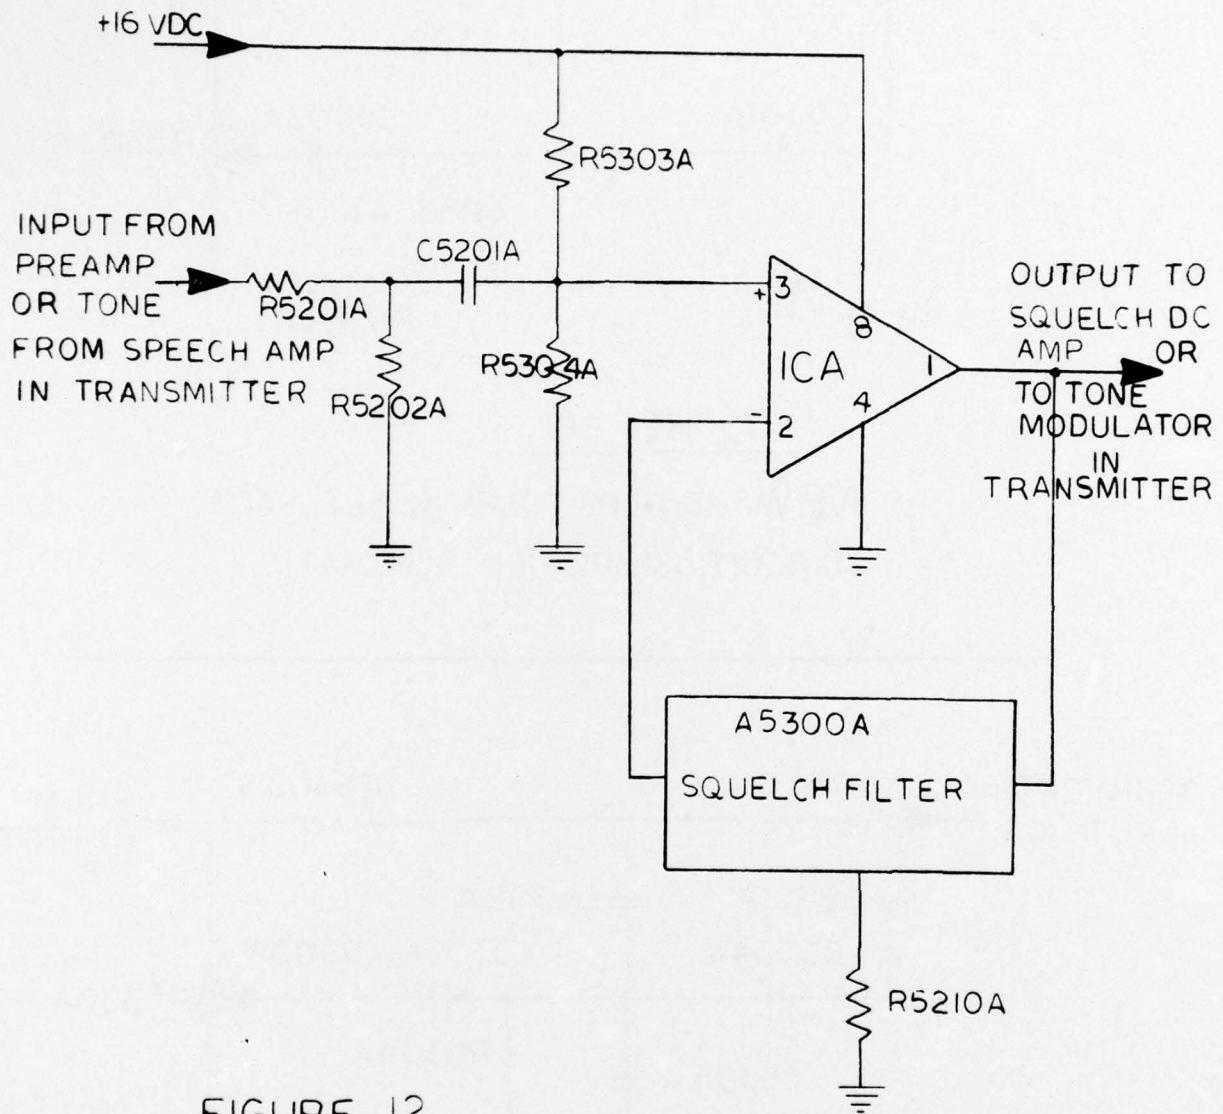 +16 VDC
R5303A
INPUT FROM
PREAMP
OR TONE
FROM SPEECH AMP
IN TRANSMITTER
R5201A
C5201A
R5202A
R5304A
+ 3
ICA
8
1
4
- 2
OUTPUT TO
SQUELCH DC
AMP OR
TO TONE
MODULATOR
IN
TRANSMITTER
A5300A
SQUELCH FILTER
R5210A
FIGURE 12